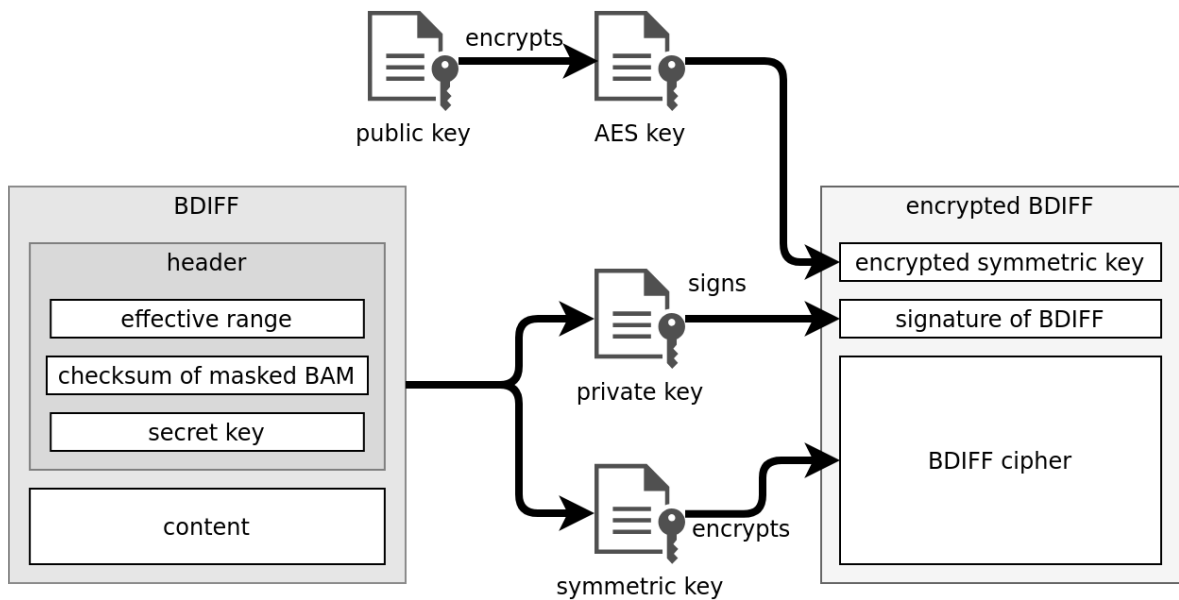 encrypts
public key
AES key
BDIFF
header
effective range
checksum of masked BAM
secret key
content
signs
private key
encrypts
symmetric key
encrypted BDIFF
encrypted symmetric key
signature of BDIFF
BDIFF cipher